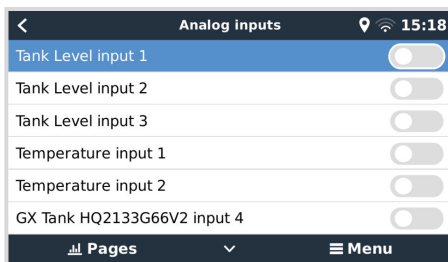 Analog inputs 15:18
Tank Level input 1
Tank Level input 2
Tank Level input 3
Temperature input 1
Temperature input 2
GX Tank HQ2133G66V2 input 4
Pages Menu